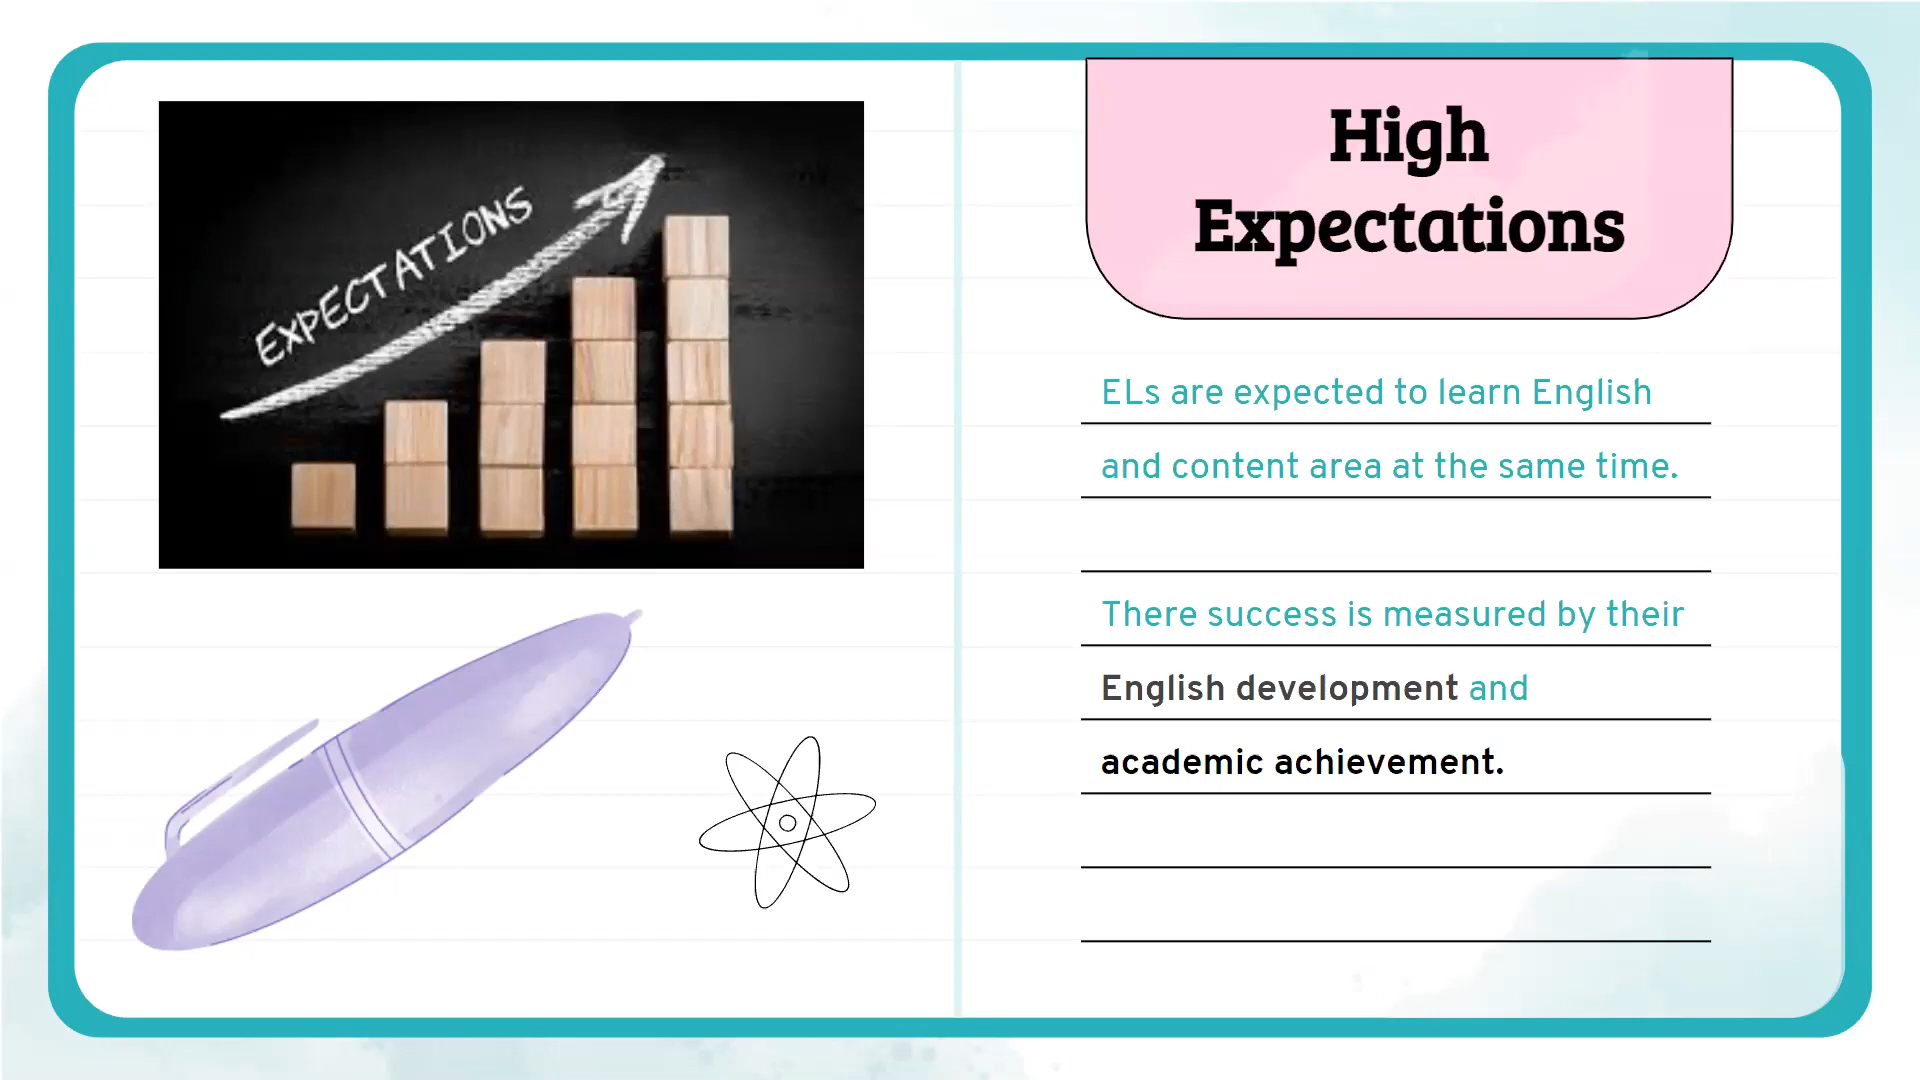 EXPECTATIONS
High
Expectations
ELs are expected to learn English
and content area at the same time.
There success is measured by their
English development and
academic achievement.